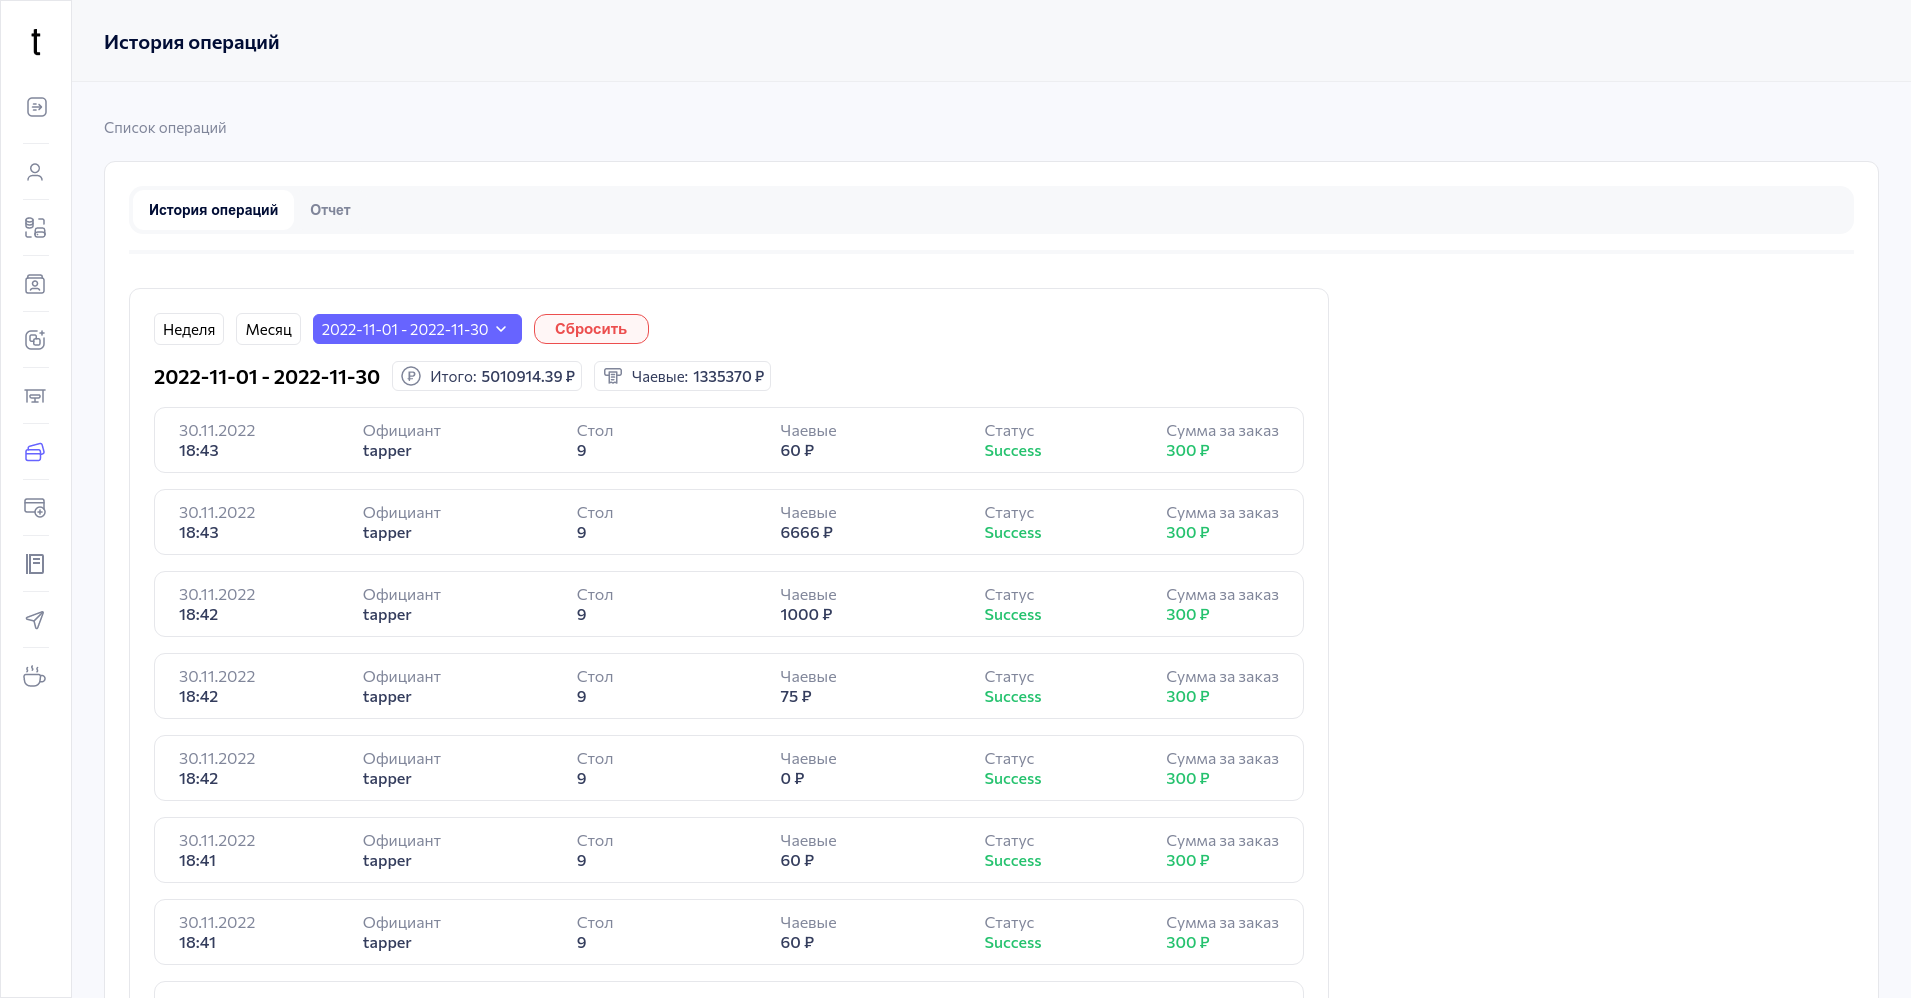 t
История операций
Список операций
История операций Отчет
Неделя Месяц 2022-11-01 - 2022-11-30 Сбросить
2022-11-01 - 2022-11-30 Итого: 5010914.39 ₽ Чаевые: 1335370 ₽
30.11.2022 Официант Стол Чаевые Статус Сумма за заказ
18:43 tapper 9 60 ₽ Success 300 ₽
30.11.2022 Официант Стол Чаевые Статус Сумма за заказ
18:43 tapper 9 6666 ₽ Success 300 ₽
30.11.2022 Официант Стол Чаевые Статус Сумма за заказ
18:42 tapper 9 1000 ₽ Success 300 ₽
30.11.2022 Официант Стол Чаевые Статус Сумма за заказ
18:42 tapper 9 75 ₽ Success 300 ₽
30.11.2022 Официант Стол Чаевые Статус Сумма за заказ
18:42 tapper 9 0 ₽ Success 300 ₽
30.11.2022 Официант Стол Чаевые Статус Сумма за заказ
18:41 tapper 9 60 ₽ Success 300 ₽
30.11.2022 Официант Стол Чаевые Статус Сумма за заказ
18:41 tapper 9 60 ₽ Success 300 ₽